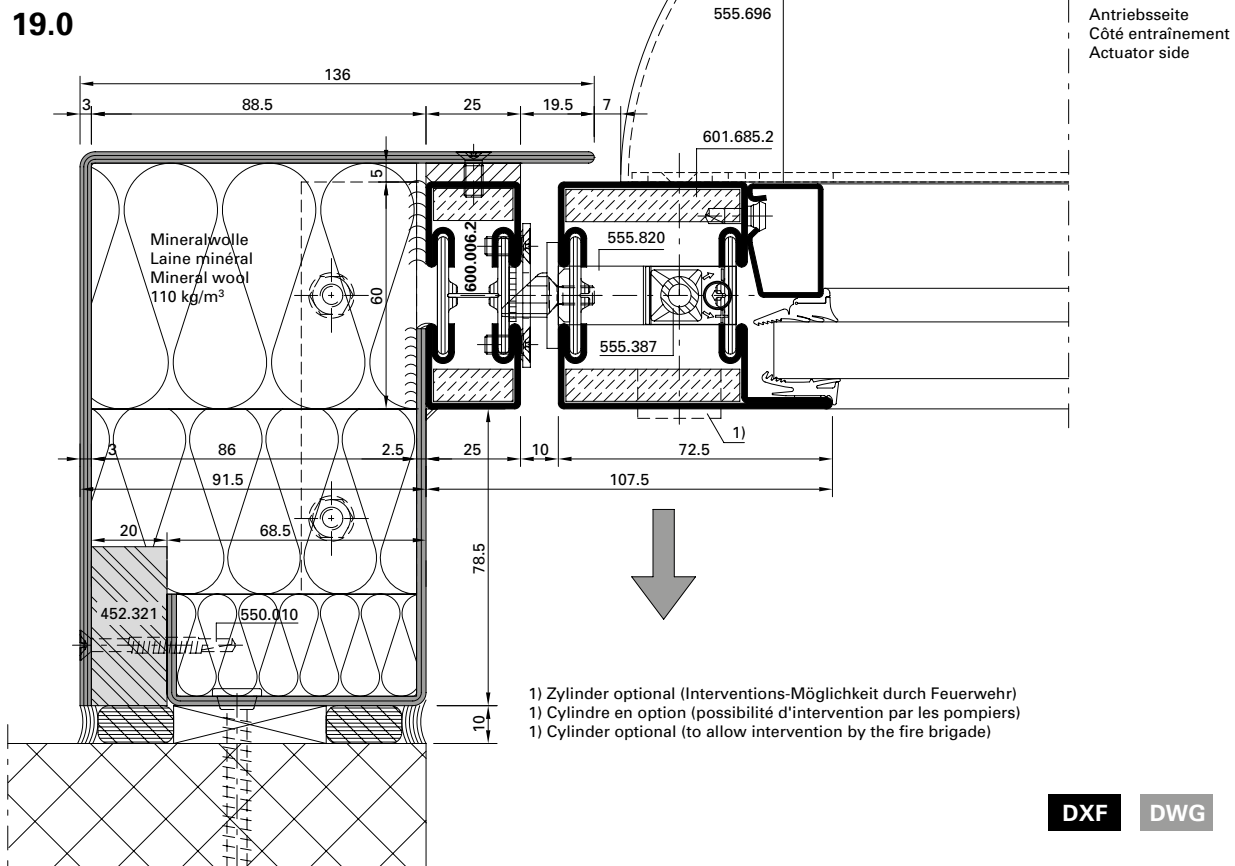 19.0
555.696
Antriebsseite
Côté entraînement
Actuator side
136
3
88.5
25
19.5
7
601.685.2
5
Mineralwolle
Laine minéral
Mineral wool
110 kg/m³
600.006.2
555.820
60
555.387
1)
3
86
2.5
25
10
72.5
91.5
107.5
20
68.5
78.5
452.321
550.010
10
1) Zylinder optional (Interventions-Möglichkeit durch Feuerwehr)
1) Cylindre en option (possibilité d'intervention par les pompiers)
1) Cylinder optional (to allow intervention by the fire brigade)
DXF
DWG